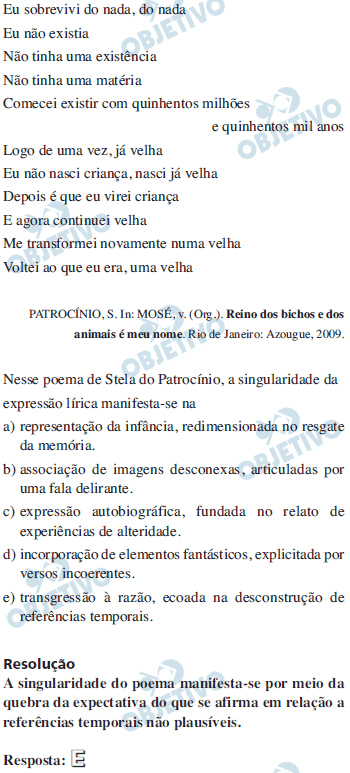 Eu sobrevivi do nada, do nada
Eu não existia
Não tinha uma existência
Não tinha uma matéria
Comecei existir com quinhentos milhões
e quinhentos mil anos
Logo de uma vez, já velha
Eu não nasci criança, nasci já velha
Depois é que eu virei criança
E agora continuei velha
Me transformei novamente numa velha
Voltei ao que eu era, uma velha
PATROCÍNIO, S. In: MOSÉ, v. (Org.). Reino dos bichos e dos
animais é meu nome. Rio de Janeiro: Azougue, 2009.
Nesse poema de Stela do Patrocínio, a singularidade da
expressão lírica manifesta-se na
a) representação da infância, redimensionada no resgate
da memória.
b) associação de imagens desconexas, articuladas por
uma fala delirante.
c) expressão autobiográfica, fundada no relato de
experiências de alteridade.
d) incorporação de elementos fantásticos, explicitada por
versos incoerentes.
e) transgressão à razão, ecoada na desconstrução de
referências temporais.
Resolução
A singularidade do poema manifesta-se por meio da
quebra da expectativa do que se afirma em relação a
referências temporais não plausíveis.
Resposta: E